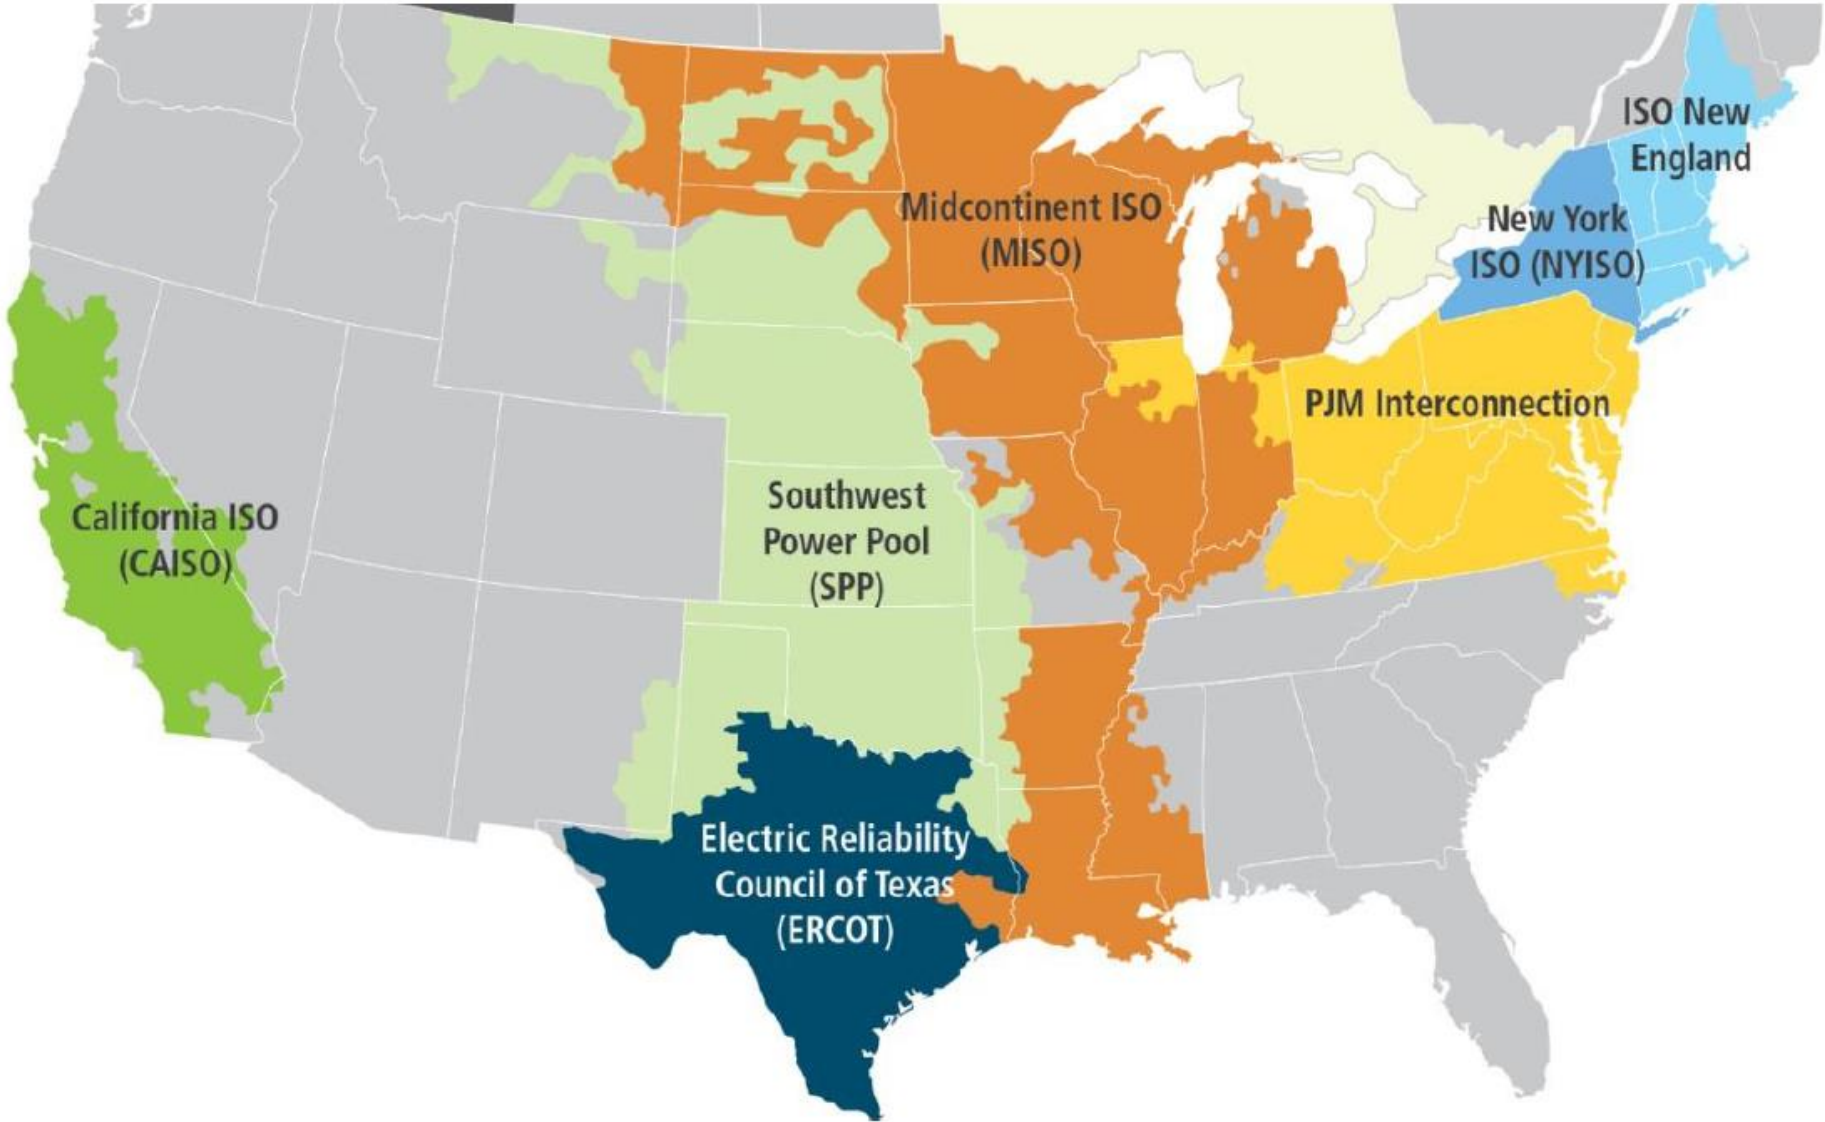 ISO New
England
Midcontinent ISO
(MISO)
New York
ISO (NYISO)
PJM Interconnection
California ISO
(CAISO)
Southwest
Power Pool
(SPP)
Electric Reliability
Council of Texas
(ERCOT)